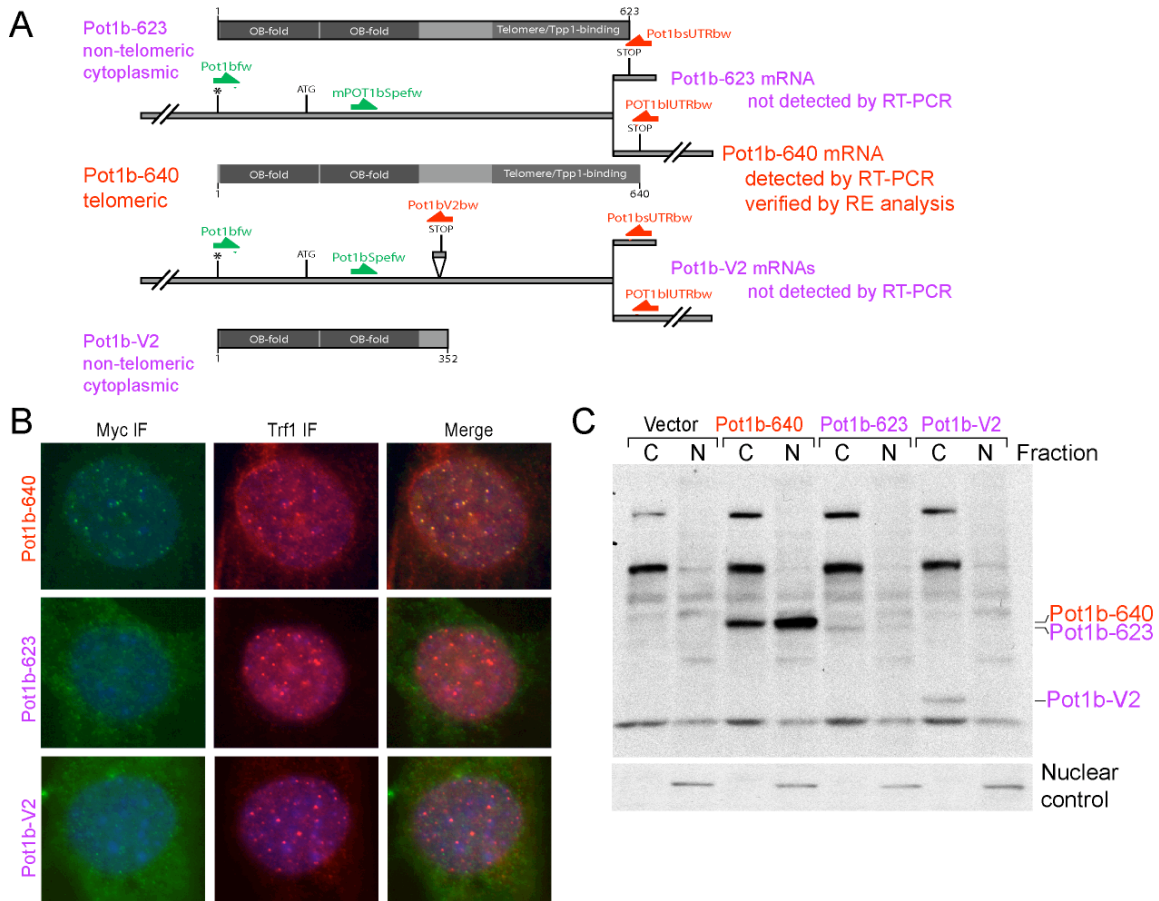 A
Pot1b-623
non-telomeric
cytoplasmic
1
623
OB-fold
OB-fold
Telomere/Tpp1-binding
Pot1bsUTRbw
STOP
Pot1bfw
*
ATG
mPOT1bSpefw
Pot1b-623 mRNA
not detected by RT-PCR
POT1blUTRbw
STOP
Pot1b-640 mRNA
detected by RT-PCR
verified by RE analysis
Pot1b-640
telomeric
OB-fold
OB-fold
Telomere/Tpp1-binding
1
640
Pot1bV2bw
STOP
Pot1bfw
*
ATG
Pot1bSpefw
Pot1bsUTRbw
Pot1b-V2 mRNAs
not detected by RT-PCR
POT1blUTRbw
Pot1b-V2
non-telomeric
cytoplasmic
OB-fold
OB-fold
1
352
B
Myc IF
Trf1 IF
Merge
Pot1b-640
Pot1b-623
Pot1b-V2
C
Vector
Pot1b-640
Pot1b-623
Pot1b-V2
C N C N C N C N Fraction
Pot1b-640
Pot1b-623
Pot1b-V2
Nuclear
control